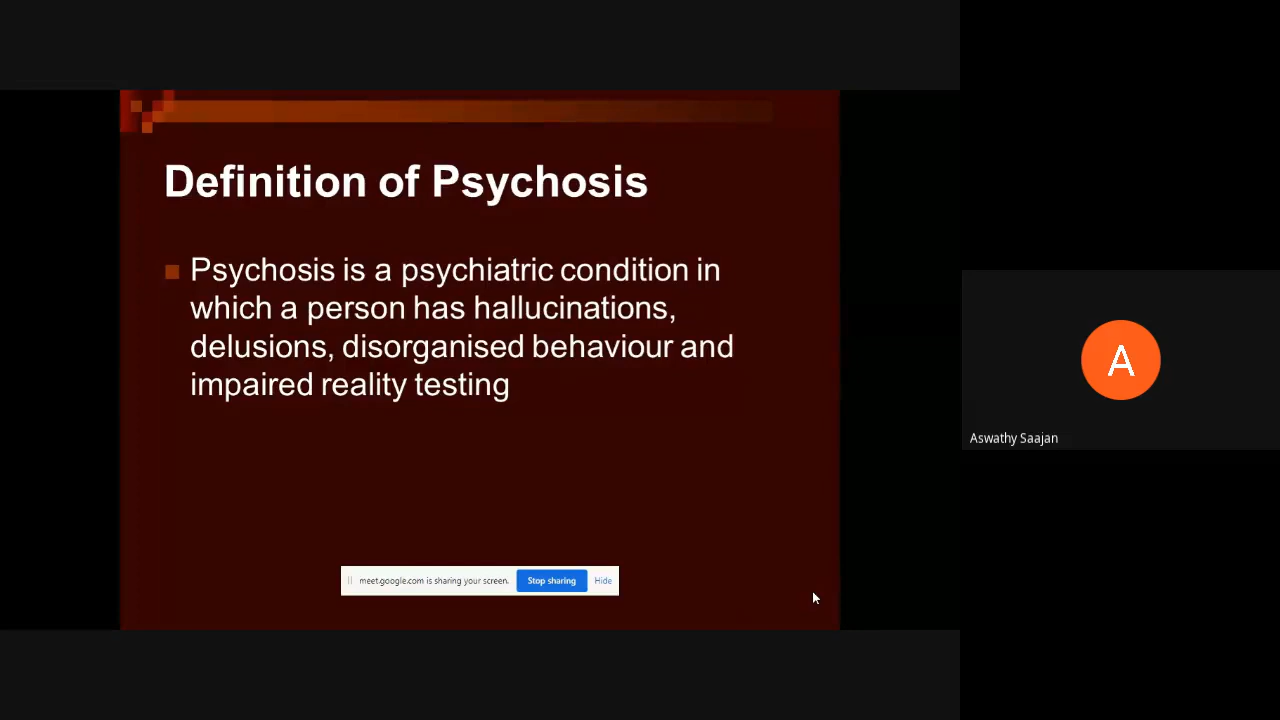 Definition of Psychosis
Psychosis is a psychiatric condition in
which a person has hallucinations,
delusions, disorganised behaviour and
impaired reality testing
meet.google.com is sharing your screen.
Stop sharing
Hide
A
Aswathy Saajan